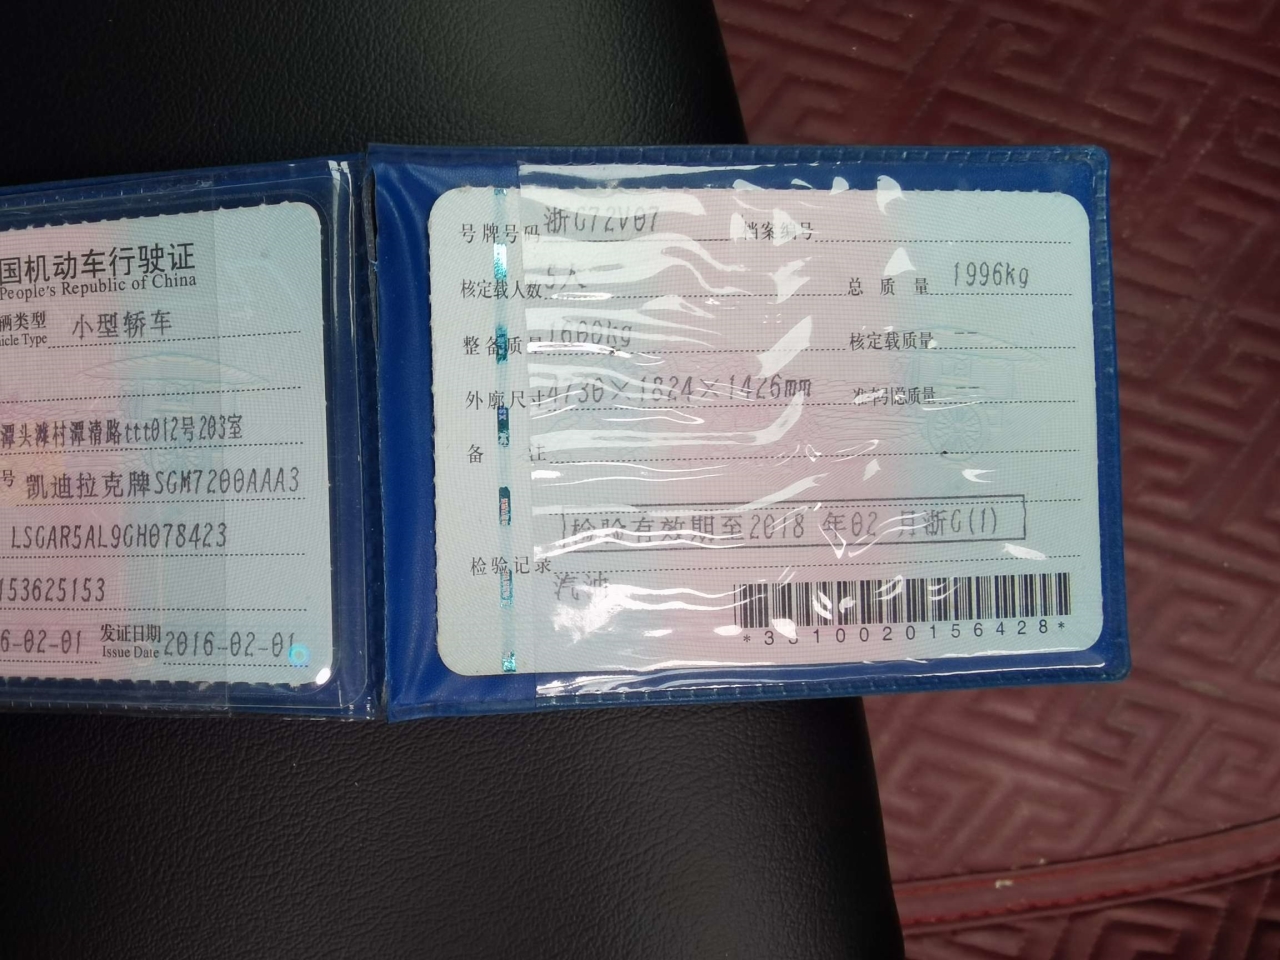 国机动车行驶证
People's Republic of China
辆类型 小型轿车
hicle Type
潭头滩村潭清路ttt012号203室
号 凯迪拉克牌SGM7200AAA3
LSGAR5AL9GH078423
153625153
6-02-01 发证日期 2016-02-01
Issue Date
号牌号码 浙G72V07 档案编号
核定载人数 5人 总质量 1996kg
整备质量 1600kg 核定载质量 --
外廓尺寸 4736×1824×1426mm 准牵引总质量 --
备注
检验有效期至2018年02月浙G(1)
检验记录
汽油
*3310020156428*